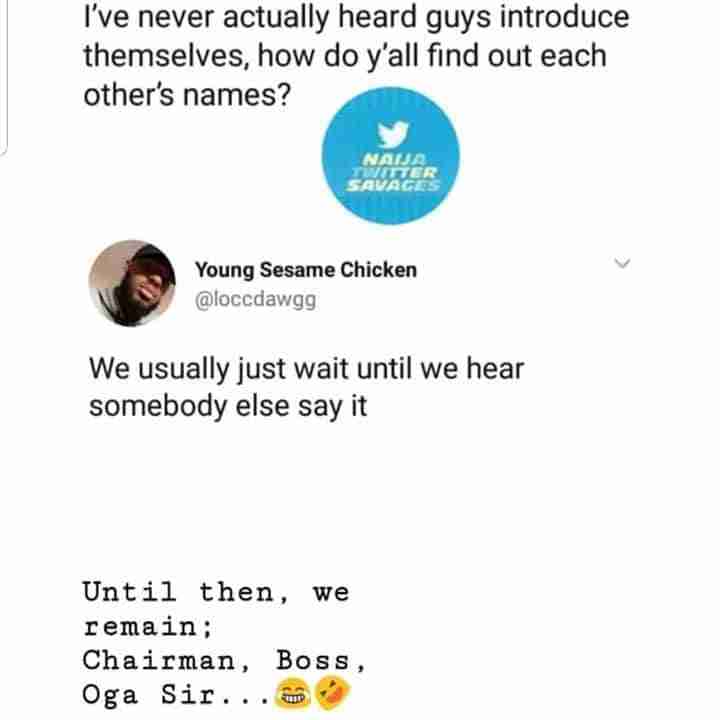 I've never actually heard guys introduce
themselves, how do y'all find out each
other's names?
NAIJA
TWITTER
SAVAGES
Young Sesame Chicken
@loccdawgg
We usually just wait until we hear
somebody else say it
Until then, we
remain;
Chairman, Boss,
Oga Sir...😂🤣